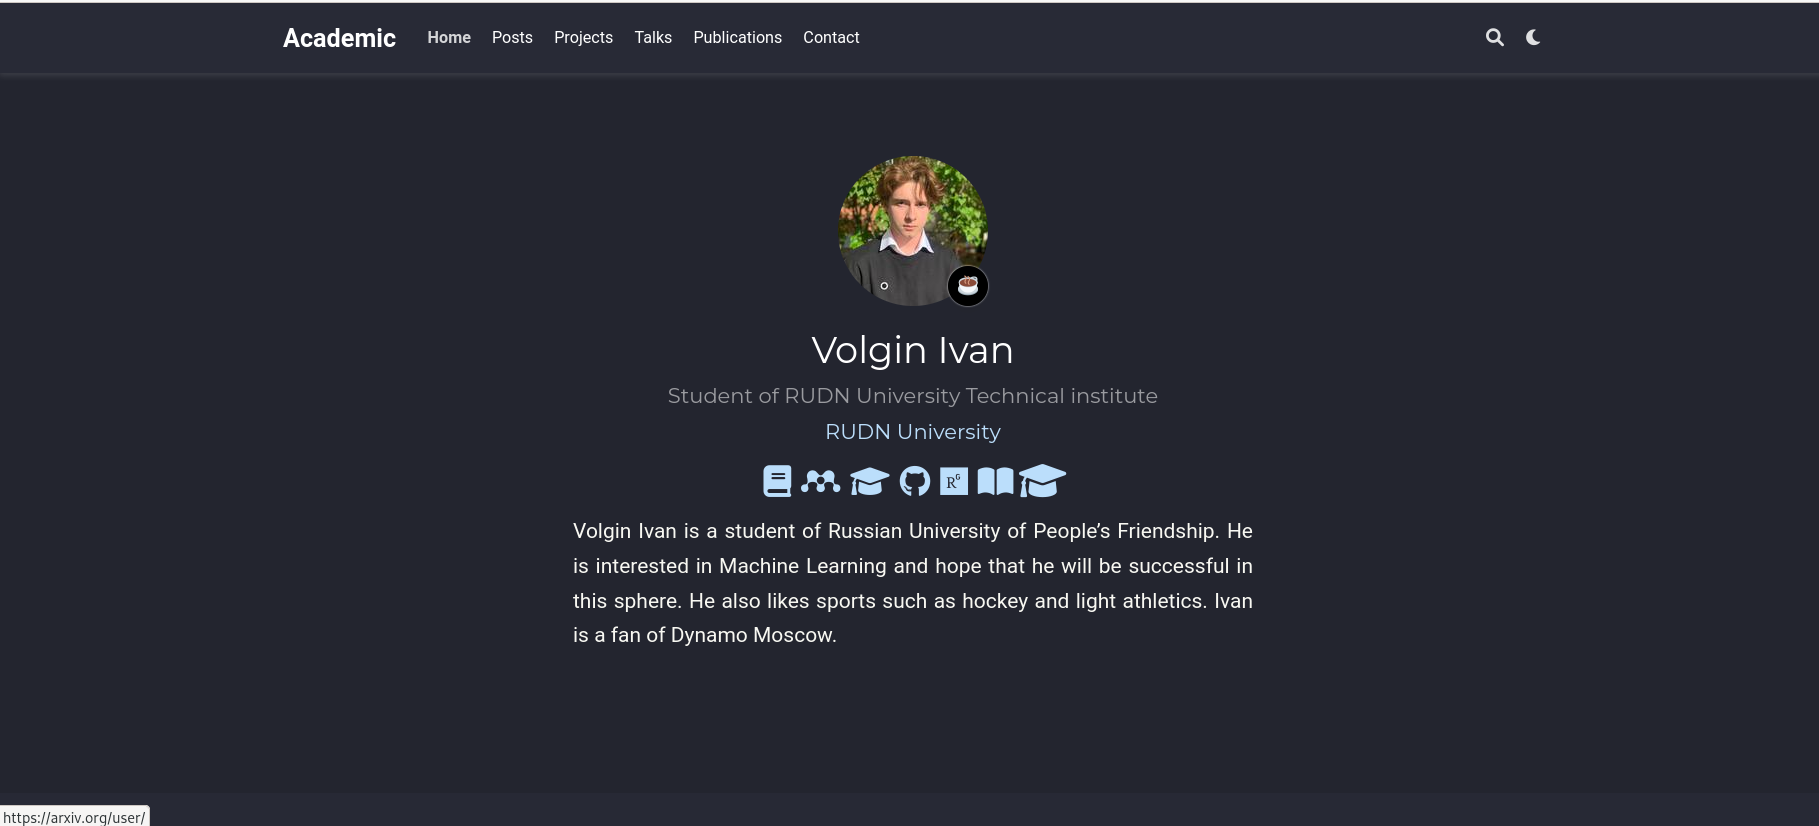 Academic Home Posts Projects Talks Publications Contact
Volgin Ivan
Student of RUDN University Technical institute
RUDN University
RG
Volgin Ivan is a student of Russian University of People’s Friendship. He
is interested in Machine Learning and hope that he will be successful in
this sphere. He also likes sports such as hockey and light athletics. Ivan
is a fan of Dynamo Moscow.
https://arxiv.org/user/